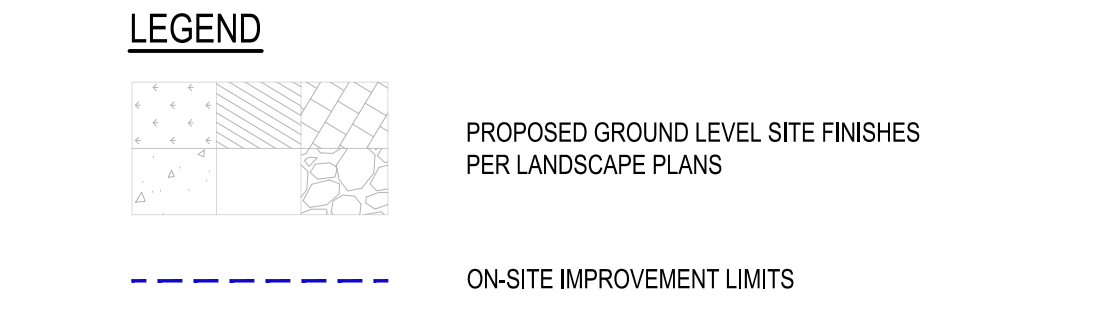 LEGEND
PROPOSED GROUND LEVEL SITE FINISHES
PER LANDSCAPE PLANS
ON-SITE IMPROVEMENT LIMITS